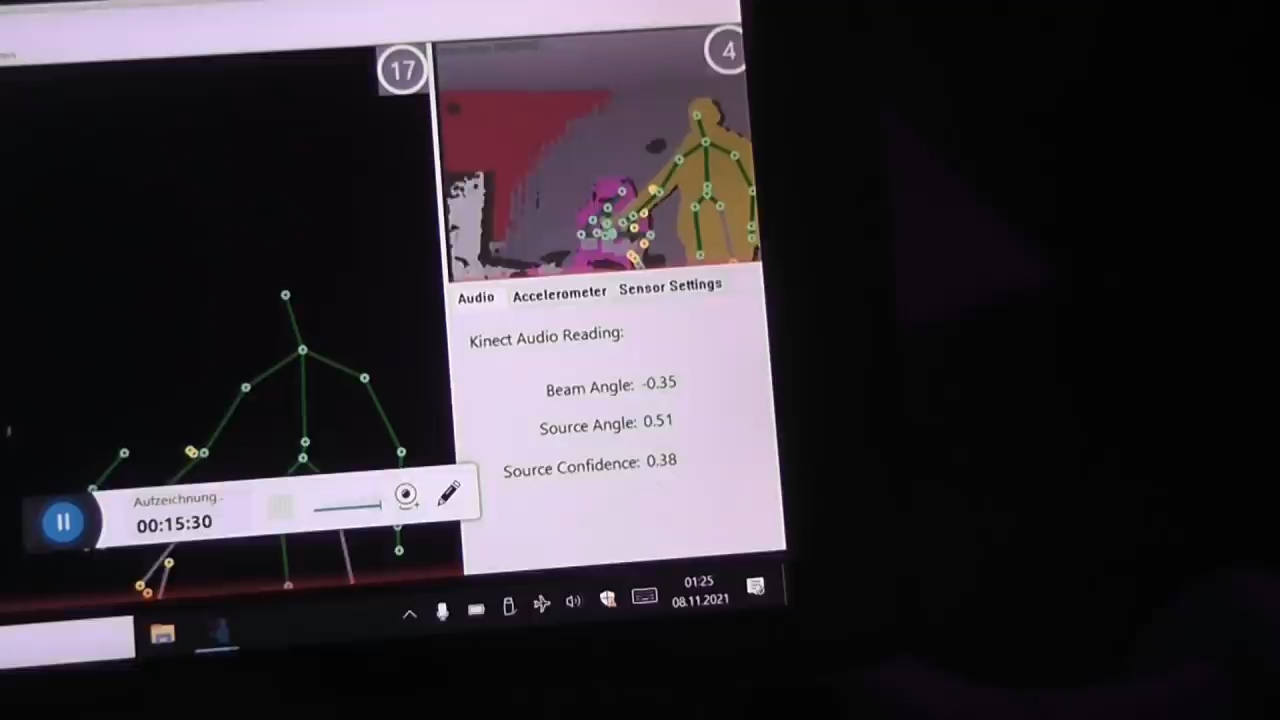 17
4
Audio Accelerometer Sensor Settings
Kinect Audio Reading:
Beam Angle: -0.35
Source Angle: 0.51
Source Confidence: 0.38
Aufzeichnung..
00:15:30
01:25
08.11.2021